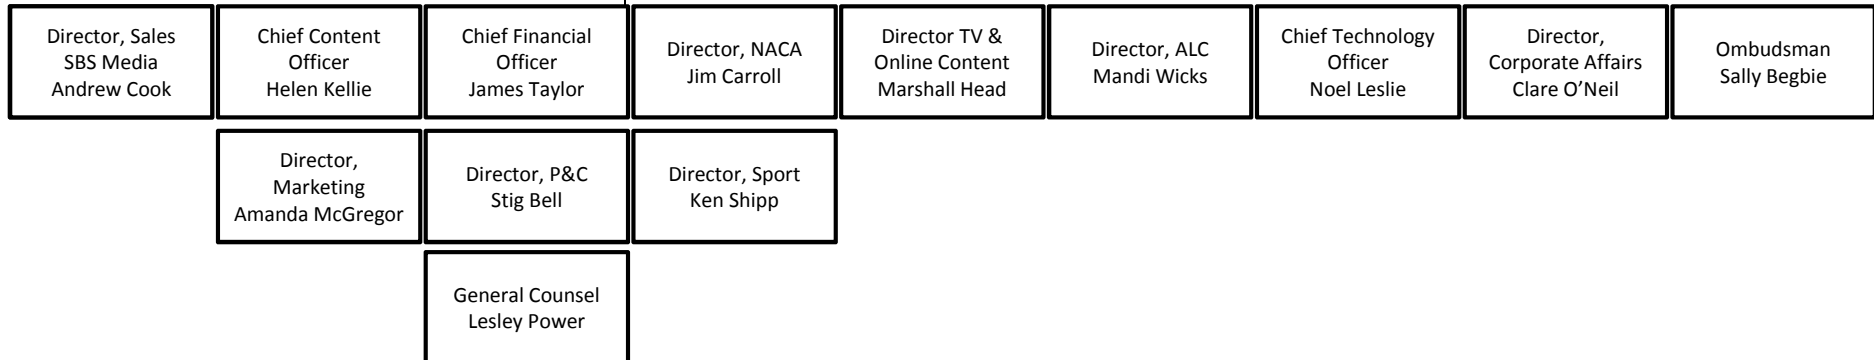 Director, Sales
SBS Media
Andrew Cook
Chief Content
Officer
Helen Kellie
Chief Financial
Officer
James Taylor
Director, NACA
Jim Carroll
Director TV &
Online Content
Marshall Head
Director, ALC
Mandi Wicks
Chief Technology
Officer
Noel Leslie
Director,
Corporate Affairs
Clare O’Neil
Ombudsman
Sally Begbie
Director,
Marketing
Amanda McGregor
Director, P&C
Stig Bell
Director, Sport
Ken Shipp
General Counsel
Lesley Power